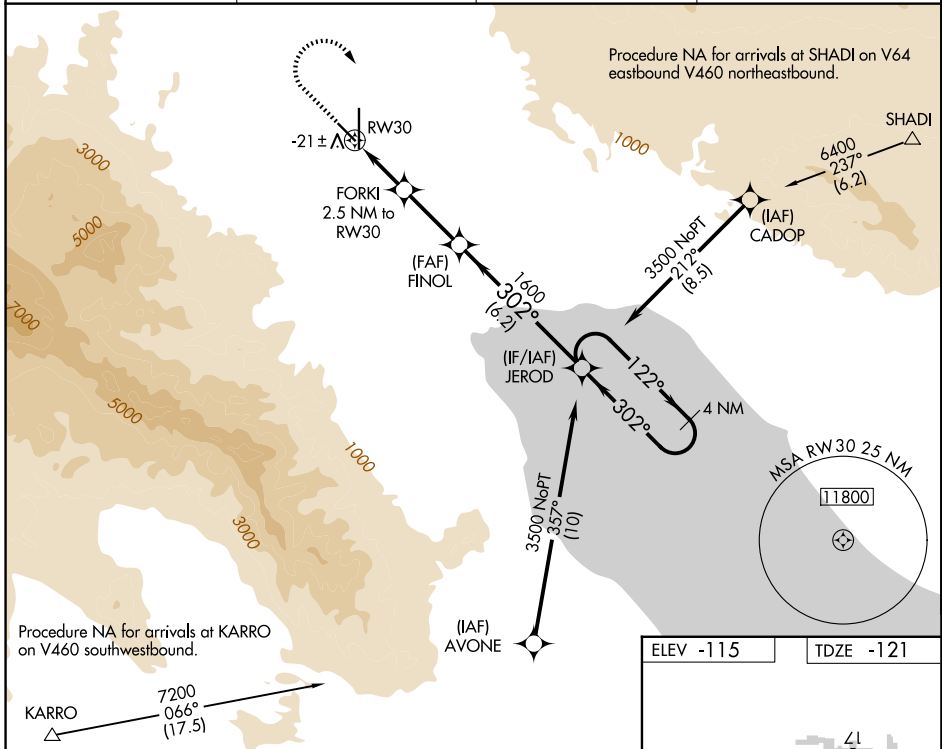 Procedure NA for arrivals at SHADI on V64
eastbound V460 northeastbound.
SHADI
6400
237°
(6.2)
1000
RW30
-21 ±
3000
FORKI
2.5 NM to
RW30
(IAF)
CADOP
5000
(FAF)
FINOL
3500 NoPT
212°
(8.5)
1600
302°
(6.2)
7000
(IF/IAF)
JEROD
122°
302°
4 NM
5000
1000
MSA RW30 25 NM
11800
3000
3500 NoPT
357°
(10)
Procedure NA for arrivals at KARRO
on V460 southwestbound.
(IAF)
AVONE
ELEV -115
TDZE -121
KARRO
7200
066°
(17.5)